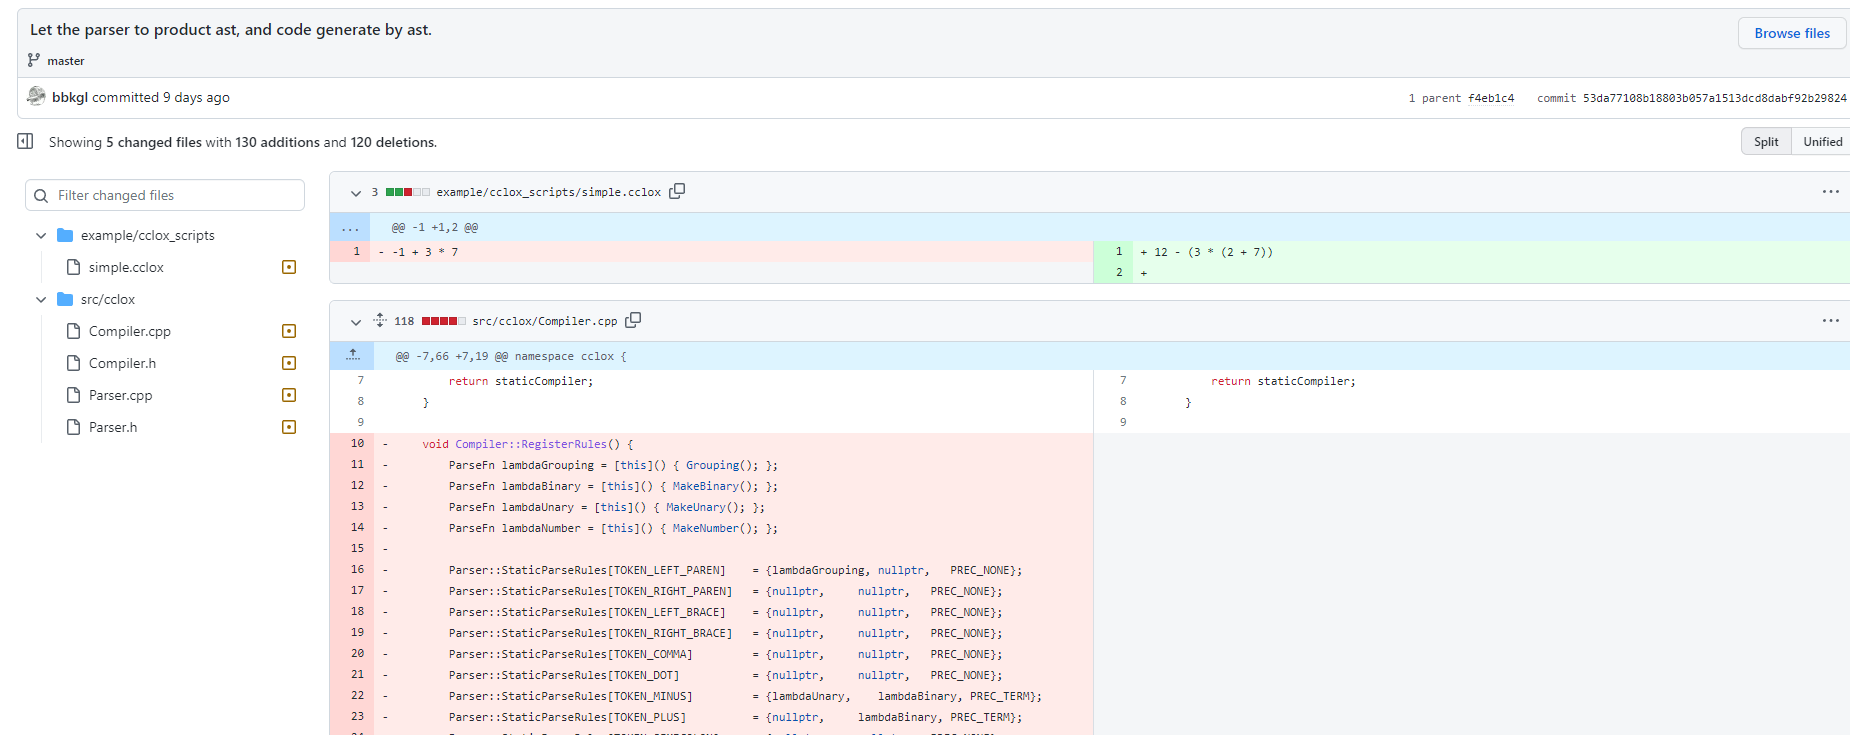 Let the parser to product ast, and code generate by ast.
Browse files
master
bbkgl committed 9 days ago
1 parent f4eb1c4 commit 53da77108b18803b057a1513dcd8dabf92b29824
Showing 5 changed files with 130 additions and 120 deletions.
Split Unified
Filter changed files
example/cclox_scripts
simple.cclox
src/cclox
Compiler.cpp
Compiler.h
Parser.cpp
Parser.h
3 example/cclox_scripts/simple.cclox
... @@ -1 +1,2 @@
1 - -1 + 3 * 7
1 + 12 - (3 * (2 + 7))
2 +
118 src/cclox/Compiler.cpp
@@ -7,66 +7,19 @@ namespace cclox {
7 return staticCompiler;
8 }
9
10 - void Compiler::RegisterRules() {
11 - ParseFn lambdaGrouping = [this]() { Grouping(); };
12 - ParseFn lambdaBinary = [this]() { MakeBinary(); };
13 - ParseFn lambdaUnary = [this]() { MakeUnary(); };
14 - ParseFn lambdaNumber = [this]() { MakeNumber(); };
15 -
16 - Parser::StaticParseRules[TOKEN_LEFT_PAREN] = {lambdaGrouping, nullptr, PREC_NONE};
17 - Parser::StaticParseRules[TOKEN_RIGHT_PAREN] = {nullptr, nullptr, PREC_NONE};
18 - Parser::StaticParseRules[TOKEN_LEFT_BRACE] = {nullptr, nullptr, PREC_NONE};
19 - Parser::StaticParseRules[TOKEN_RIGHT_BRACE] = {nullptr, nullptr, PREC_NONE};
20 - Parser::StaticParseRules[TOKEN_COMMA] = {nullptr, nullptr, PREC_NONE};
21 - Parser::StaticParseRules[TOKEN_DOT] = {nullptr, nullptr, PREC_NONE};
22 - Parser::StaticParseRules[TOKEN_MINUS] = {lambdaUnary, lambdaBinary, PREC_TERM};
23 - Parser::StaticParseRules[TOKEN_PLUS] = {nullptr, lambdaBinary, PREC_TERM};
7 return staticCompiler;
8 }
9